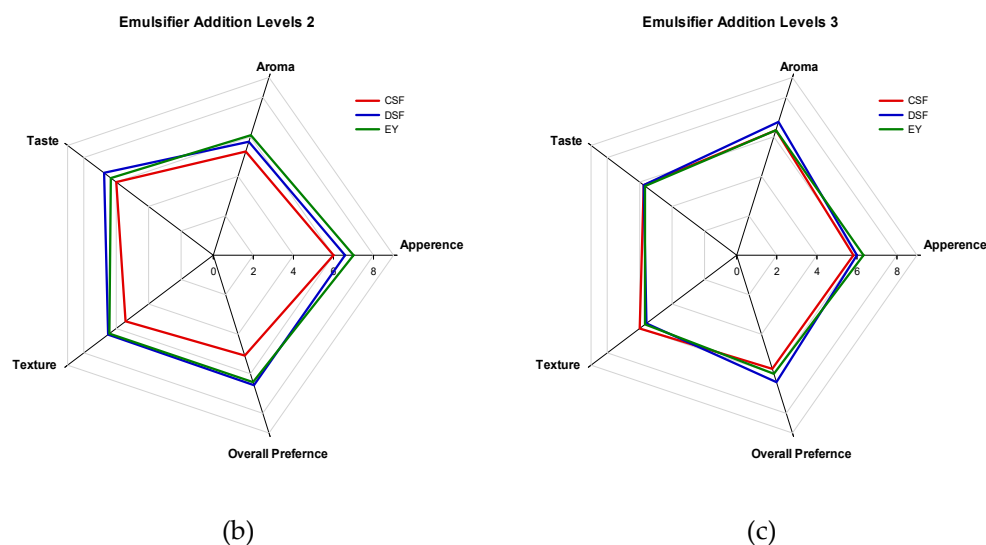 Emulsifier Addition Levels 2
Aroma
CSF
DSF
EY
Taste
Apperence
0 2 4 6 8
Texture
Overall Prefernce
(b)
Emulsifier Addition Levels 3
Aroma
CSF
DSF
EY
Taste
Apperence
0 2 4 6 8
Texture
Overall Prefernce
(c)